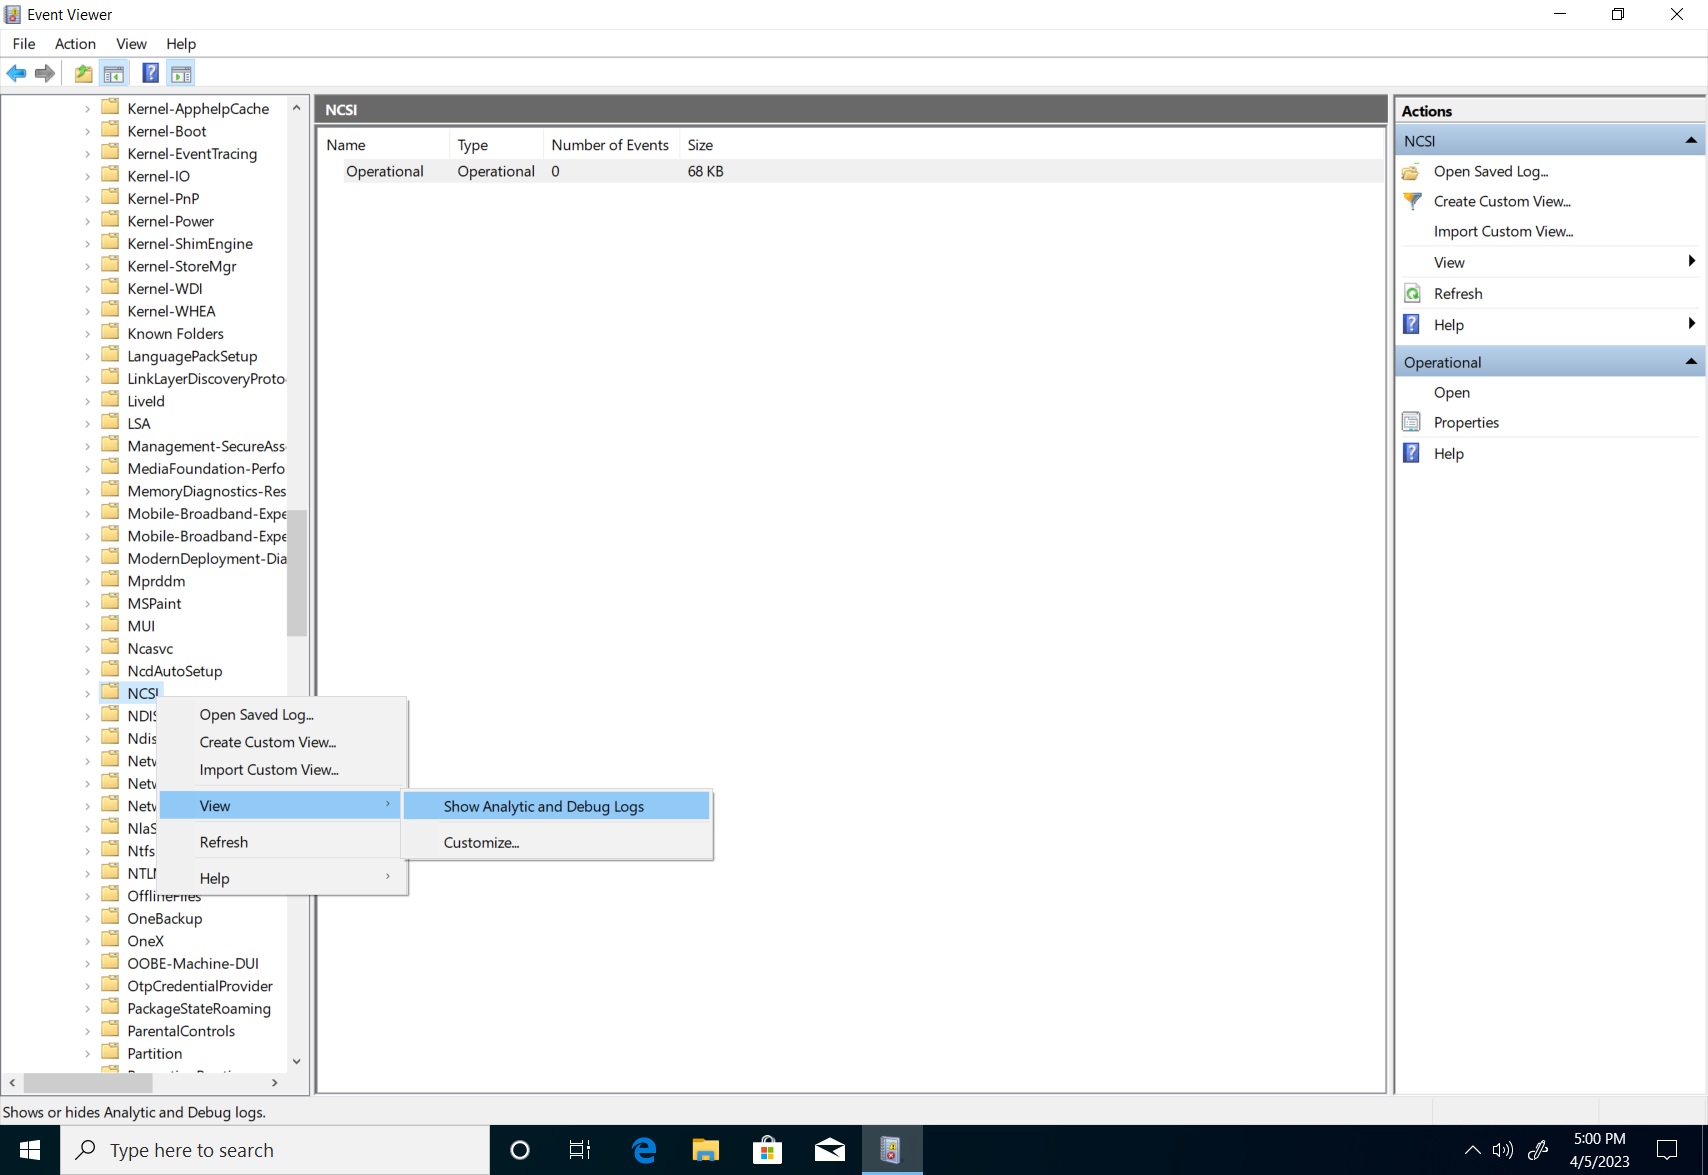 Event Viewer
File Action View Help
Kernel-ApphelpCache
Kernel-Boot
Kernel-EventTracing
Kernel-IO
Kernel-PnP
Kernel-Power
Kernel-ShimEngine
Kernel-StoreMgr
Kernel-WDI
Kernel-WHEA
Known Folders
LanguagePackSetup
LinkLayerDiscoveryProto
LiveId
LSA
Management-SecureAss
MediaFoundation-Perfo
MemoryDiagnostics-Res
Mobile-Broadband-Expe
Mobile-Broadband-Expe
ModernDeployment-Dia
Mprddm
MSPaint
MUI
Ncasvc
NcdAutoSetup
NCSI
NDIS
Ndis
Netw
Netw
Netw
NlaS
Ntfs
NTLM
OfflineFiles
OneBackup
OneX
OOBE-Machine-DUI
OtpCredentialProvider
PackageStateRoaming
ParentalControls
Partition
Open Saved Log...
Create Custom View...
Import Custom View...
View
Refresh
Help
Show Analytic and Debug Logs
Customize...
NCSI
Name Type Number of Events Size
Operational Operational 0 68 KB
Actions
NCSI
Open Saved Log...
Create Custom View...
Import Custom View...
View
Refresh
Help
Operational
Open
Properties
Help
Shows or hides Analytic and Debug logs.
Type here to search
5:00 PM
4/5/2023